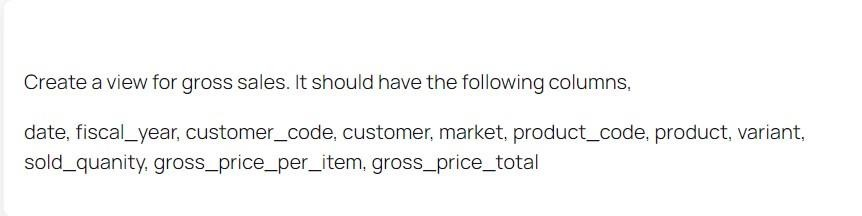 Create a view for gross sales. It should have the following columns,
date, fiscal_year, customer_code, customer, market, product_code, product, variant,
sold_quanity, gross_price_per_item, gross_price_total